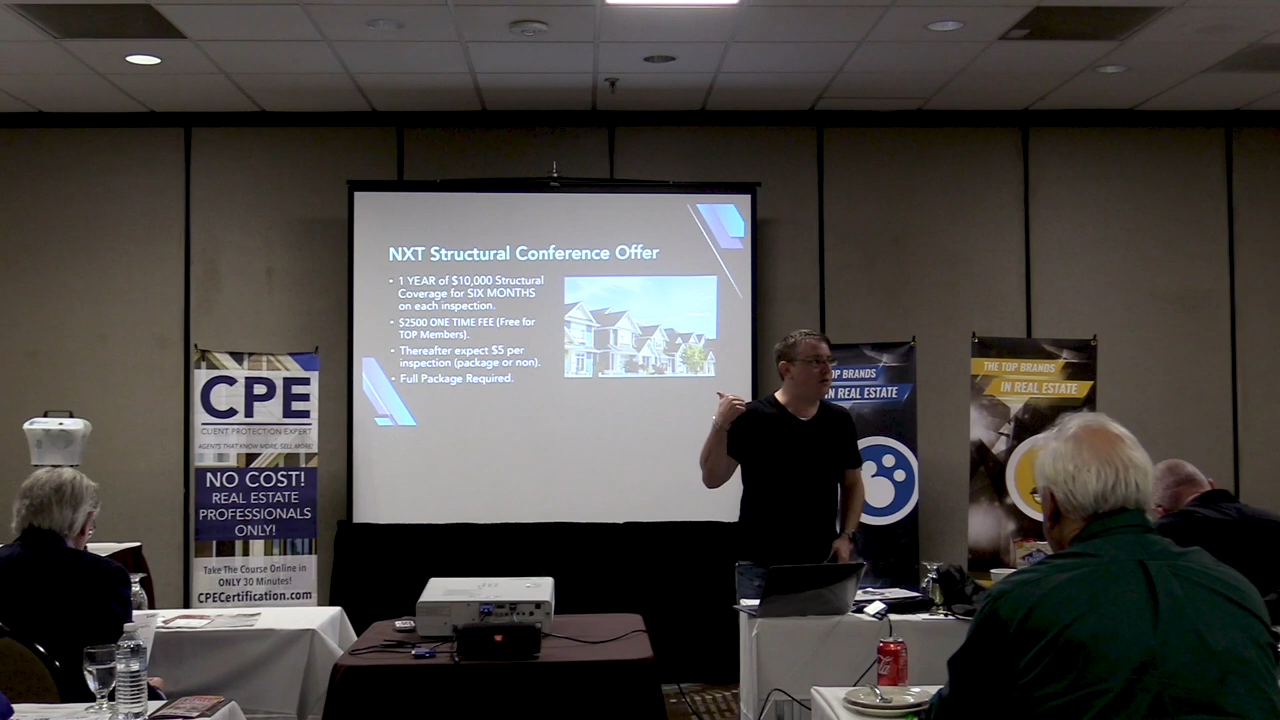 NXT Structural Conference Offer
• 1 YEAR of $10,000 Structural
Coverage for SIX MONTHS
on each inspection.
• $2500 ONE TIME FEE (Free for
TOP Members).
• Thereafter expect $5 per
inspection (package or non).
• Full Package Required.
CPE
CLIENT PROTECTION EXPERT
AGENTS THAT KNOW MORE, SELL MORE!
NO COST!
REAL ESTATE
PROFESSIONALS
ONLY!
Take The Course Online in
ONLY 30 Minutes!
CPECertification.com
OP BRANDS
IN REAL ESTATE
THE TOP BRANDS
IN REAL ESTATE